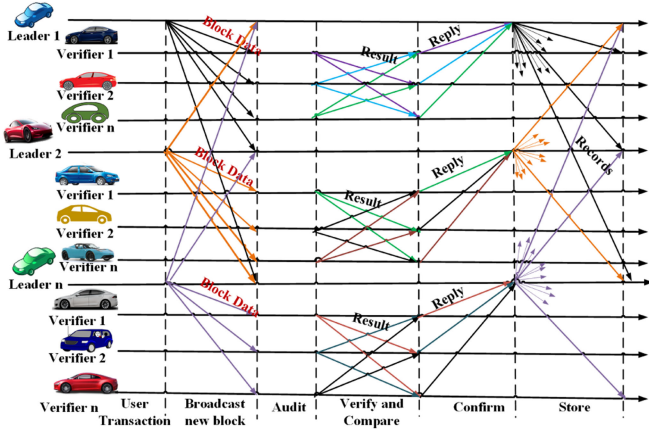 Leader 1
Block Data
Reply
Verifier 1
Result
Verifier 2
Verifier n
Leader 2
Block Data
Reply
Records
Verifier 1
Result
Verifier 2
Verifier n
Leader n
Block Data
Reply
Verifier 1
Result
Verifier 2
Verifier n
User Transaction
Broadcast new block
Audit
Verify and Compare
Confirm
Store